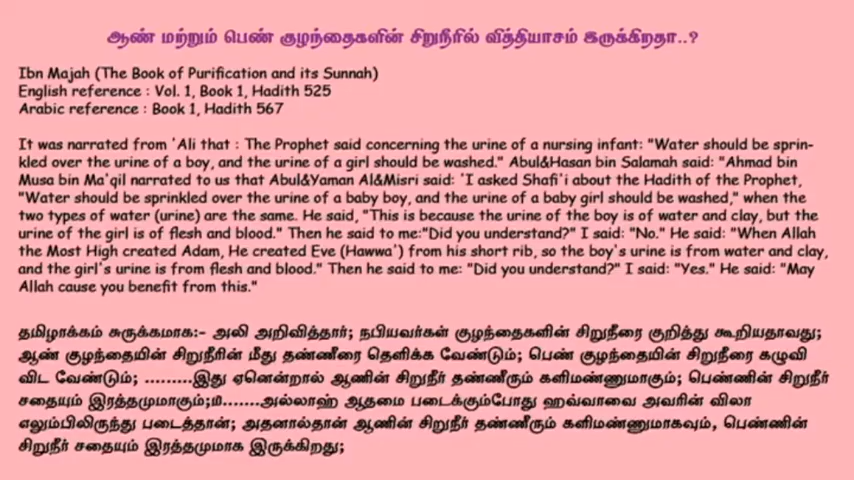 ஆண் மற்றும் பெண் குழந்தைகளின் சிறுநீரில் வித்தியாசம் இருக்கிறதா..?
Ibn Majah (The Book of Purification and its Sunnah)
English reference : Vol. 1, Book 1, Hadith 525
Arabic reference : Book 1, Hadith 567
It was narrated from 'Ali that : The Prophet said concerning the urine of a nursing infant: "Water should be sprin-
kled over the urine of a boy, and the urine of a girl should be washed." Abul&Hasan bin Salamah said: "Ahmad bin
Musa bin Ma'qil narrated to us that Abul&Yaman Al&Misri said: 'I asked Shafi'i about the Hadith of the Prophet,
"Water should be sprinkled over the urine of a baby boy, and the urine of a baby girl should be washed," when the
two types of water (urine) are the same. He said, "This is because the urine of the boy is of water and clay, but the
urine of the girl is of flesh and blood." Then he said to me:"Did you understand?" I said: "No." He said: "When Allah
the Most High created Adam, He created Eve (Hawwa') from his short rib, so the boy's urine is from water and clay,
and the girl's urine is from flesh and blood." Then he said to me: "Did you understand?" I said: "Yes." He said: "May
Allah cause you benefit from this."
தமிழாக்கம் சுருக்கமாக:- அலி அறிவித்தார்; நபியவர்கள் குழந்தைகளின் சிறுநீரை குறித்து கூறியதாவது;
ஆண் குழந்தையின் சிறுநீரின் மீது தண்ணீரை தெளிக்க வேண்டும்; பெண் குழந்தையின் சிறுநீரை கழுவி
விட வேண்டும்; .........இது ஏனென்றால் ஆணின் சிறுநீர் தண்ணீரும் களிமண்ணுமாகும்; பெண்ணின் சிறுநீர்
சதையும் இரத்தமுமாகும்;ம்.......அல்லாஹ் ஆதமை படைக்கும்போது ஹவ்வாவை அவரின் விலா
எலும்பிலிருந்து படைத்தான்; அதனால்தான் ஆணின் சிறுநீர் தண்ணீரும் களிமண்ணுமாகவும், பெண்ணின்
சிறுநீர் சதையும் இரத்தமுமாக இருக்கிறது;